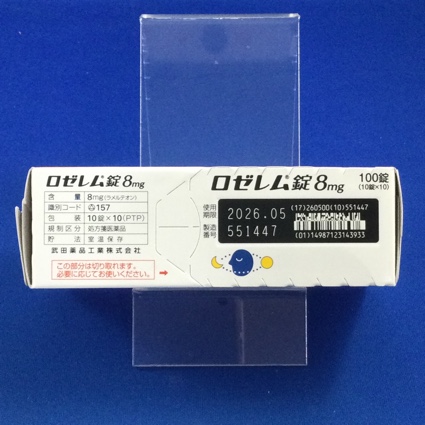 ロゼレム錠8mg
含量 8mg(ラメルテオン)
識別コード 157
包装 10錠×10(PTP)
規制区分 処方箋医薬品
貯法 室温保存
武田薬品工業株式会社
この部分は切り取れます。
必要に応じてお使いください。
ロゼレム錠8mg
100錠
(10錠×10)
使用期限 2026.05
製造番号 551447
(17)260500(10)551447
(01)14987123143933